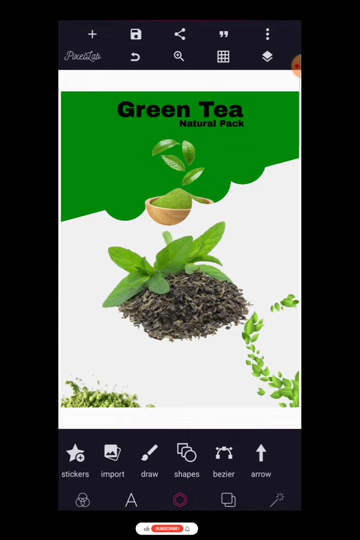 PixelLab
Green Tea
Natural Pack
stickers
import
draw
shapes
bezier
arrow
SUBSCRIBE